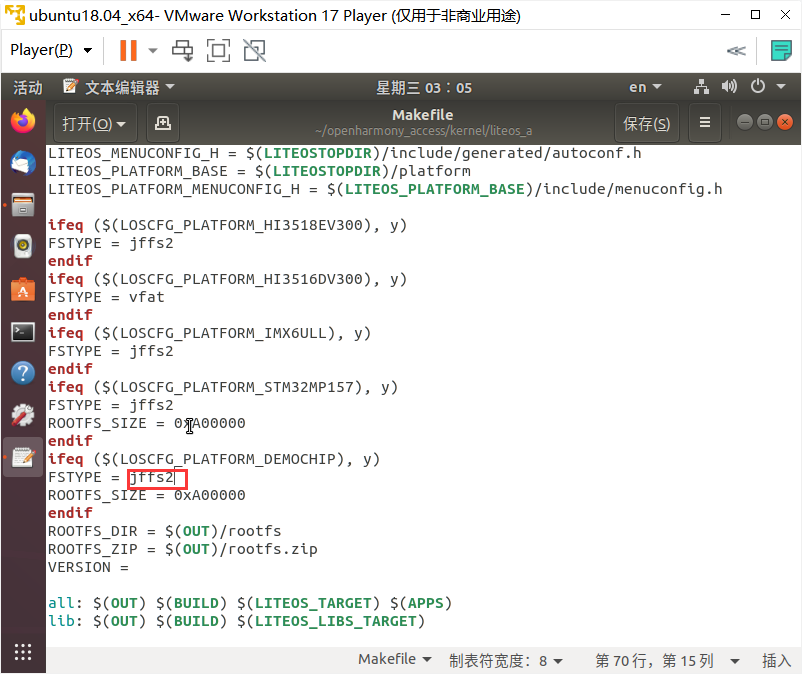 ubuntu18.04_x64- VMware Workstation 17 Player (仅用于非商业用途)
Player(P)
活动 文本编辑器 星期三 03：05 en
打开(O) Makefile 保存(S)
~/openharmony_access/kernel/liteos_a
LITEOS_MENUCONFIG_H = $(LITEOSTOPDIR)/include/generated/autoconf.h
LITEOS_PLATFORM_BASE = $(LITEOSTOPDIR)/platform
LITEOS_PLATFORM_MENUCONFIG_H = $(LITEOS_PLATFORM_BASE)/include/menuconfig.h
ifeq ($(LOSCFG_PLATFORM_HI3518EV300), y)
FSTYPE = jffs2
endif
ifeq ($(LOSCFG_PLATFORM_HI3516DV300), y)
FSTYPE = vfat
endif
ifeq ($(LOSCFG_PLATFORM_IMX6ULL), y)
FSTYPE = jffs2
endif
ifeq ($(LOSCFG_PLATFORM_STM32MP157), y)
FSTYPE = jffs2
ROOTFS_SIZE = 0xA00000
endif
ifeq ($(LOSCFG_PLATFORM_DEMOCHIP), y)
FSTYPE = jffs2
ROOTFS_SIZE = 0xA00000
endif
ROOTFS_DIR = $(OUT)/rootfs
ROOTFS_ZIP = $(OUT)/rootfs.zip
VERSION =
all: $(OUT) $(BUILD) $(LITEOS_TARGET) $(APPS)
lib: $(OUT) $(BUILD) $(LITEOS_LIBS_TARGET)
Makefile 制表符宽度：8 第 70 行，第 15 列 插入